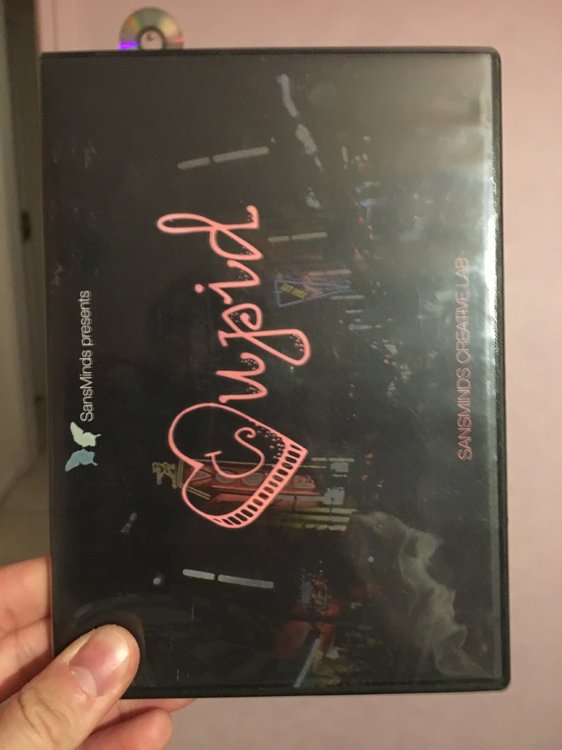 SansMinds presents
Cupid
SANSMINDS CREATIVE LAB